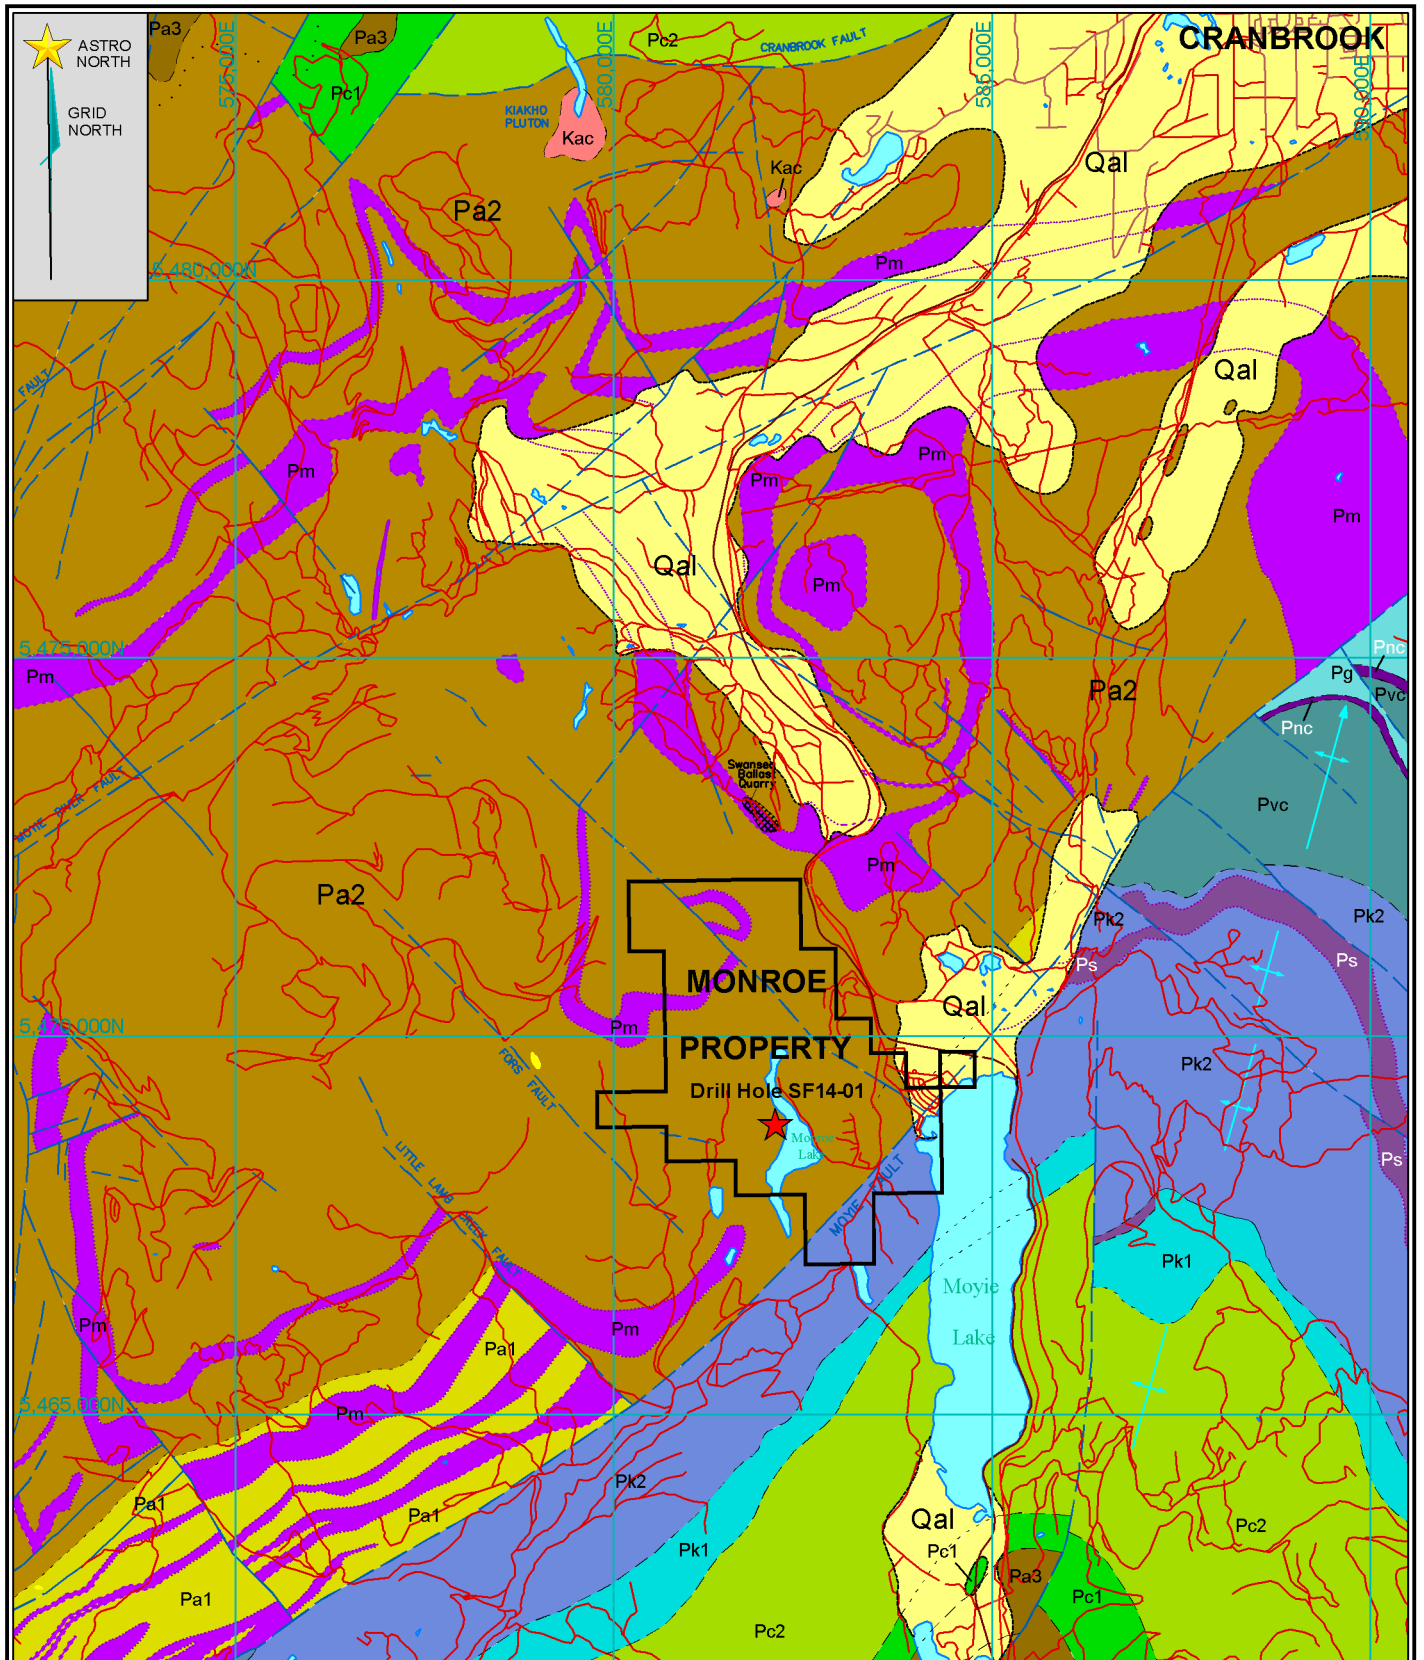 ASTRO
NORTH
GRID
NORTH
Pa3
Pa3
Pc1
575,000E
580,000E
585,000E
590,000E
Pc2
CRANBROOK FAULT
CRANBROOK
KIAKHO
PLUTON
Kac
Kac
Qal
Pa2
Pm
5,480,000N
FAULT
Qal
Pm
Pm
Pm
Pm
Qal
Pm
5,475,000N
Pm
Pa2
Pnc
Pg
Pvc
Pnc
MOYIE RIVER FAULT
Swansea
Ballast
Quarry
Pvc
Pm
Pa2
Pk2
Pk2
Ps
Ps
MONROE
PROPERTY
Drill Hole SF14-01
Qal
5,470,000N
Pm
FORS FAULT
Pk2
Monroe
Lake
Ps
LITTLE LAMB CREEK FAULT
MOYIE FAULT
Pk1
Moyie
Lake
Pm
Pm
Pa1
5,465,000N
Pm
Pk2
Pa1
Pa1
Pa1
Pk1
Qal
Pc1
Pa3
Pc1
Pc2
Pc2